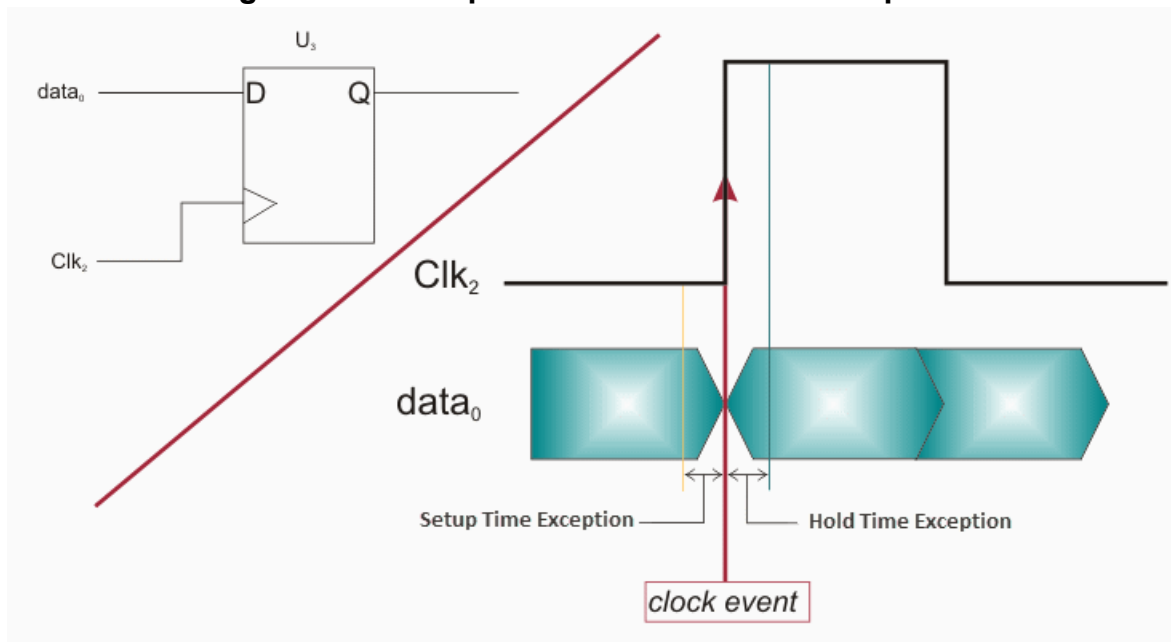 U₃
data₀
D
Q
Clk₂
Clk₂
data₀
Setup Time Exception
Hold Time Exception
clock event